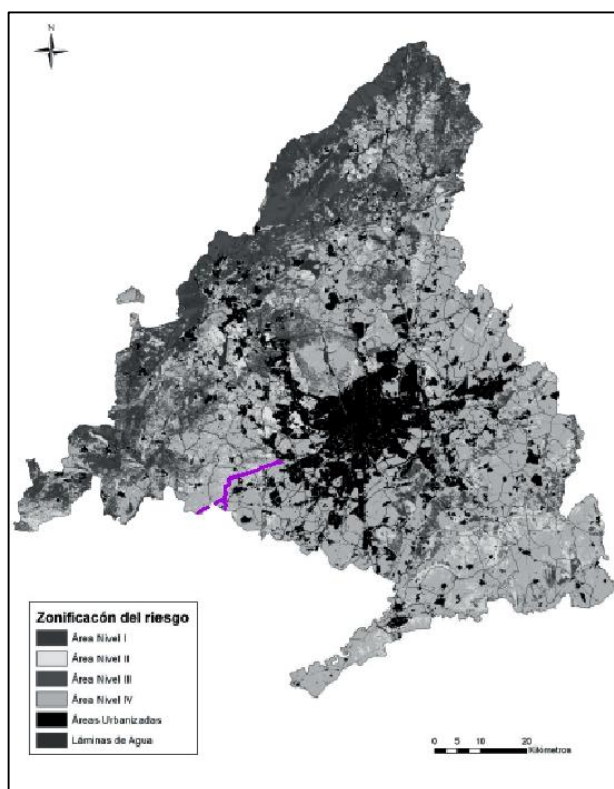 N
Zonificacón del riesgo
Área Nivel I
Área Nivel II
Área Nivel III
Área Nivel IV
Áreas Urbanizadas
Láminas de Agua
0 5 10 20
Kilómetros